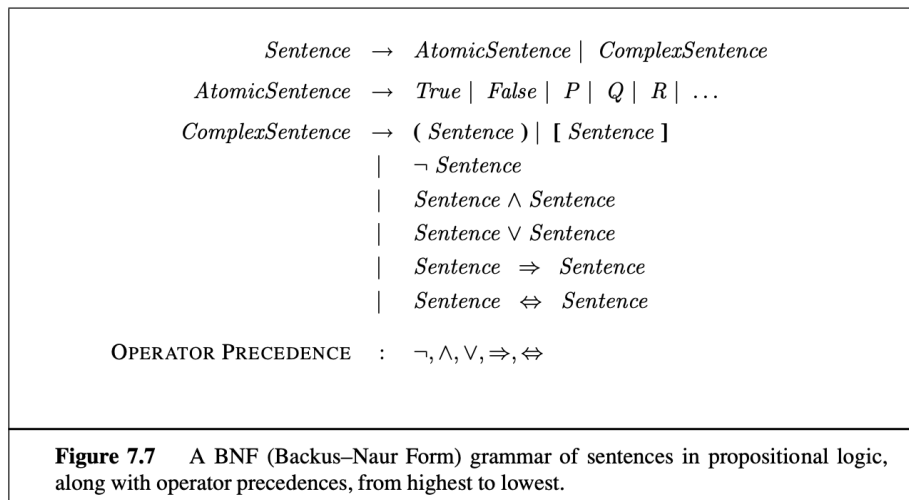 Sentence → AtomicSentence | ComplexSentence
AtomicSentence → True | False | P | Q | R | ...
ComplexSentence → ( Sentence ) | [ Sentence ]
| ¬ Sentence
| Sentence ∧ Sentence
| Sentence ∨ Sentence
| Sentence ⇒ Sentence
| Sentence ⇔ Sentence
OPERATOR PRECEDENCE : ¬, ∧, ∨, ⇒, ⇔
Figure 7.7 A BNF (Backus–Naur Form) grammar of sentences in propositional logic,
along with operator precedences, from highest to lowest.